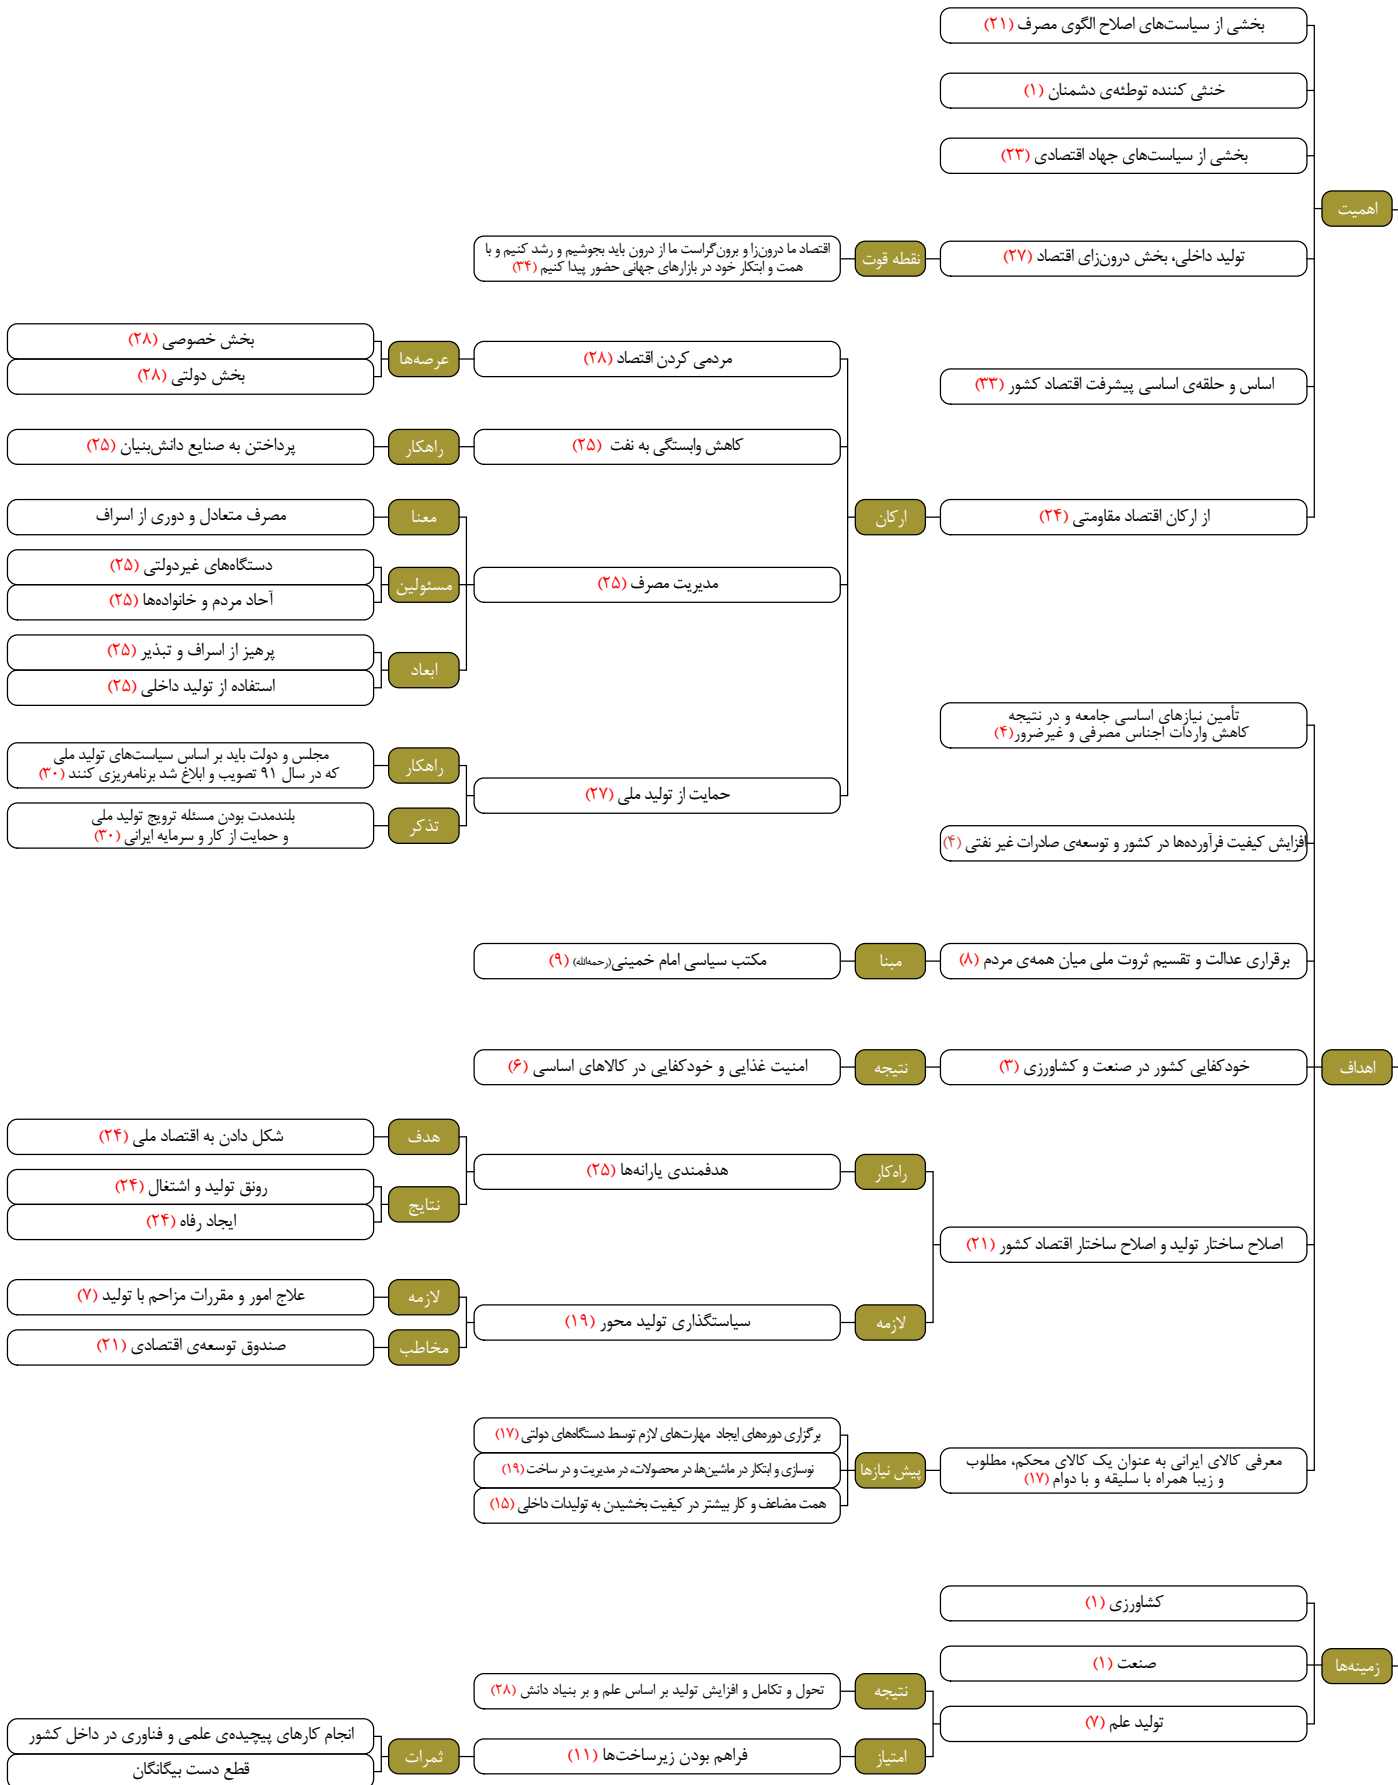 اهمیت
بخشی از سیاست‌های اصلاح الگوی مصرف (۲۱)
خنثی کننده توطئه‌ی دشمنان (۱)
بخشی از سیاست‌های جهاد اقتصادی (۲۳)
تولید داخلی، بخش درون‌زای اقتصاد (۲۷)
نقطه قوت
اقتصاد ما درون‌زا و برون‌گراست ما از درون باید بجوشیم و رشد کنیم و با
همت و ابتکار خود در بازارهای جهانی حضور پیدا کنیم (۳۴)
اساس و حلقه‌ی اساسی پیشرفت اقتصاد کشور (۳۳)
از ارکان اقتصاد مقاومتی (۲۴)
ارکان
مردمی کردن اقتصاد (۲۸)
عرصه‌ها
بخش خصوصی (۲۸)
بخش دولتی (۲۸)
کاهش وابستگی به نفت (۲۵)
راهکار
پرداختن به صنایع دانش‌بنیان (۲۵)
مدیریت مصرف (۲۵)
معنا
مصرف متعادل و دوری از اسراف
مسئولین
دستگاه‌های غیردولتی (۲۵)
آحاد مردم و خانواده‌ها (۲۵)
ابعاد
پرهیز از اسراف و تبذیر (۲۵)
استفاده از تولید داخلی (۲۵)
حمایت از تولید ملی (۲۷)
راهکار
مجلس و دولت باید بر اساس سیاست‌های تولید ملی
که در سال ۹۱ تصویب و ابلاغ شد برنامه‌ریزی کنند (۳۰)
تذکر
بلندمدت بودن مسئله ترویج تولید ملی
و حمایت از کار و سرمایه ایرانی (۳۰)
اهداف
تأمین نیازهای اساسی جامعه و در نتیجه
کاهش واردات اجناس مصرفی و غیرضرور(۴)
افزایش کیفیت فرآورده‌ها در کشور و توسعه‌ی صادرات غیر نفتی (۴)
برقراری عدالت و تقسیم ثروت ملی میان همه‌ی مردم (۸)
مبنا
مکتب سیاسی امام خمینی(رحمه‌الله) (۹)
خودکفایی کشور در صنعت و کشاورزی (۳)
نتیجه
امنیت غذایی و خودکفایی در کالاهای اساسی (۶)
اصلاح ساختار تولید و اصلاح ساختار اقتصاد کشور (۲۱)
راه‌کار
هدفمندی یارانه‌ها (۲۵)
هدف
شکل دادن به اقتصاد ملی (۲۴)
نتایج
رونق تولید و اشتغال (۲۴)
ایجاد رفاه (۲۴)
لازمه
سیاستگذاری تولید محور (۱۹)
لازمه
علاج امور و مقررات مزاحم با تولید (۷)
مخاطب
صندوق توسعه‌ی اقتصادی (۲۱)
معرفی کالای ایرانی به عنوان یک کالای محکم، مطلوب
و زیبا همراه با سلیقه و با دوام (۱۷)
پیش نیازها
برگزاری دوره‌های ایجاد مهارت‌های لازم توسط دستگاه‌های دولتی (۱۷)
نوسازی و ابتکار در ماشین‌ها، در محصولات، در مدیریت و در ساخت (۱۹)
همت مضاعف و کار بیشتر در کیفیت بخشیدن به تولیدات داخلی (۱۵)
زمینه‌ها
کشاورزی (۱)
صنعت (۱)
تولید علم (۷)
نتیجه
تحول و تکامل و افزایش تولید بر اساس علم و بر بنیاد دانش (۲۸)
امتیاز
فراهم بودن زیرساخت‌ها (۱۱)
ثمرات
انجام کارهای پیچیده‌ی علمی و فناوری در داخل کشور
قطع دست بیگانگان